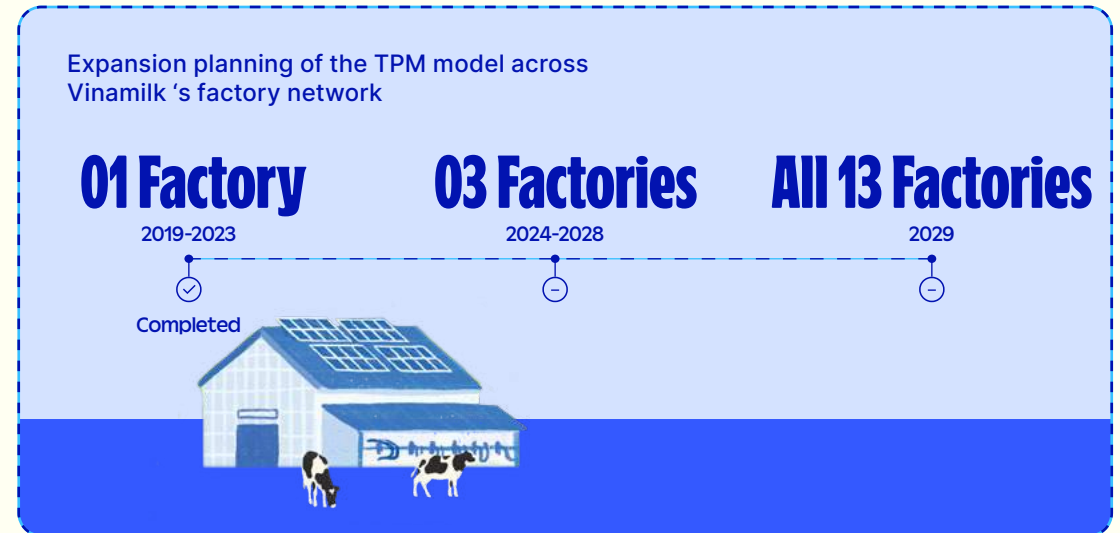 Expansion planning of the TPM model across
Vinamilk ‘s factory network
01 Factory
03 Factories
All 13 Factories
2019-2023
2024-2028
2029
Completed